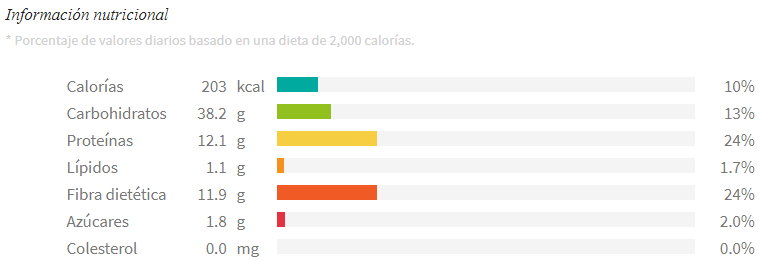 Información nutricional
* Porcentaje de valores diarios basado en una dieta de 2,000 calorías.
Calorías 203 kcal 10%
Carbohidratos 38.2 g 13%
Proteínas 12.1 g 24%
Lípidos 1.1 g 1.7%
Fibra dietética 11.9 g 24%
Azúcares 1.8 g 2.0%
Colesterol 0.0 mg 0.0%